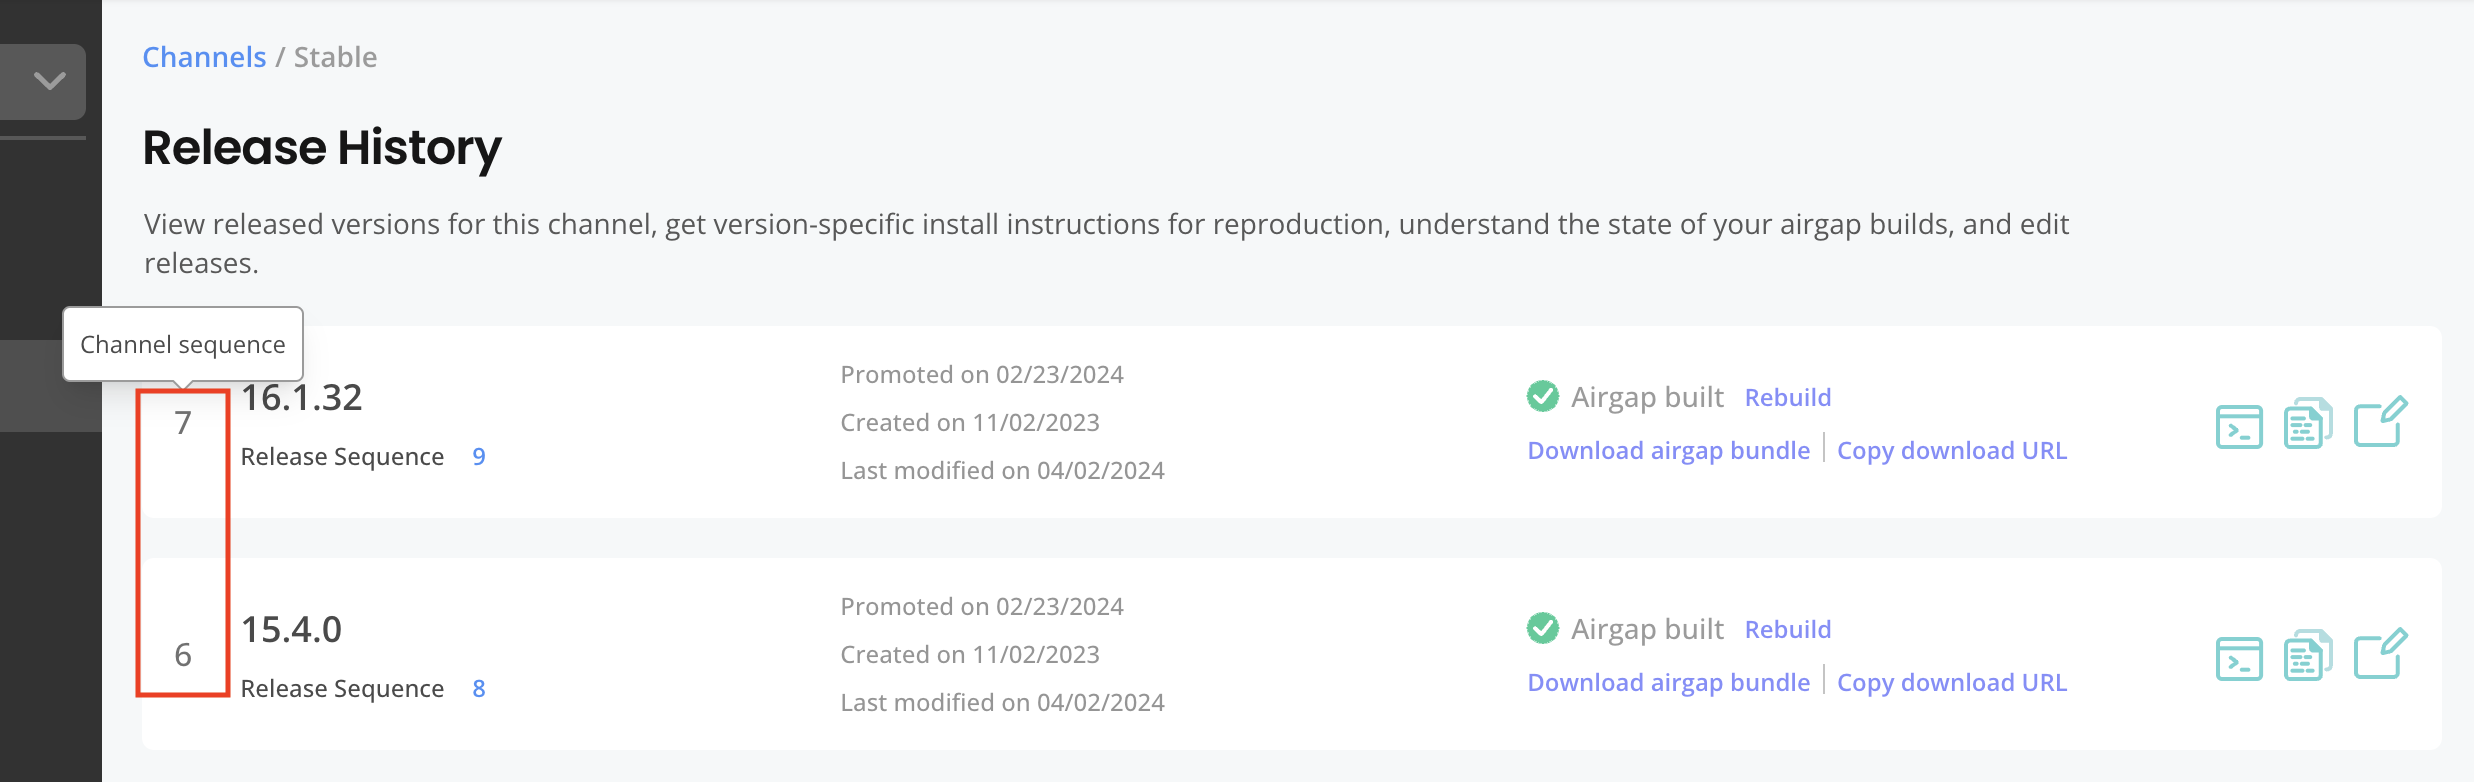 Channels / Stable
Release History
View released versions for this channel, get version-specific install instructions for reproduction, understand the state of your airgap builds, and edit
releases.
Channel sequence
7
16.1.32
Release Sequence 9
Promoted on 02/23/2024
Created on 11/02/2023
Last modified on 04/02/2024
Airgap built Rebuild
Download airgap bundle | Copy download URL
6
15.4.0
Release Sequence 8
Promoted on 02/23/2024
Created on 11/02/2023
Last modified on 04/02/2024
Airgap built Rebuild
Download airgap bundle | Copy download URL